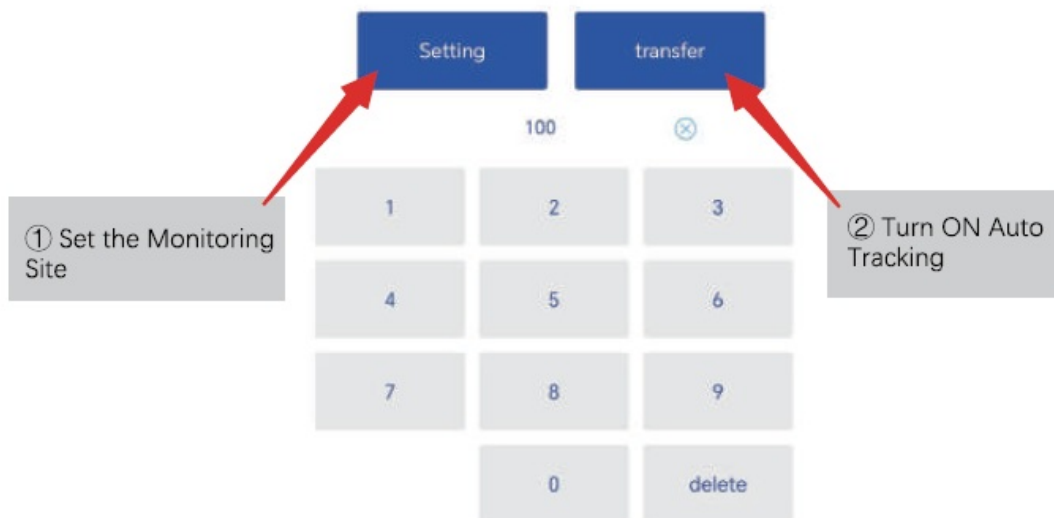 Setting
transfer
100
① Set the Monitoring
Site
② Turn ON Auto
Tracking
1
2
3
4
5
6
7
8
9
0
delete